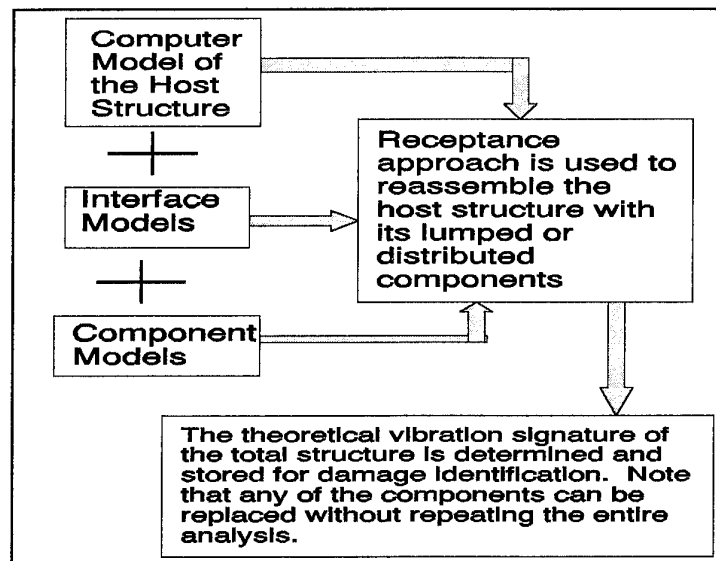 Computer
Model of
the Host
Structure
Interface
Models
Component
Models
Receptance
approach is used to
reassemble the
host structure with
its lumped or
distributed
components
The theoretical vibration signature of
the total structure is determined and
stored for damage identification. Note
that any of the components can be
replaced without repeating the entire
analysis.